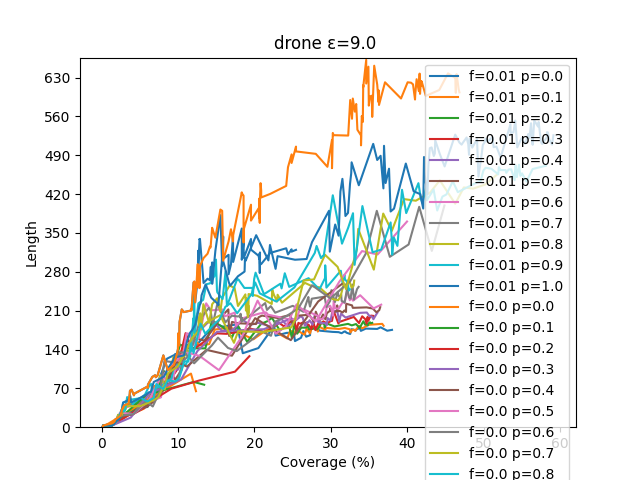 drone ε=9.0
Length
630
560
490
420
350
280
210
140
70
0
0 10 20 30 40 50 60
Coverage (%)
f=0.01 p=0.0
f=0.01 p=0.1
f=0.01 p=0.2
f=0.01 p=0.3
f=0.01 p=0.4
f=0.01 p=0.5
f=0.01 p=0.6
f=0.01 p=0.7
f=0.01 p=0.8
f=0.01 p=0.9
f=0.01 p=1.0
f=0.0 p=0.0
f=0.0 p=0.1
f=0.0 p=0.2
f=0.0 p=0.3
f=0.0 p=0.4
f=0.0 p=0.5
f=0.0 p=0.6
f=0.0 p=0.7
f=0.0 p=0.8